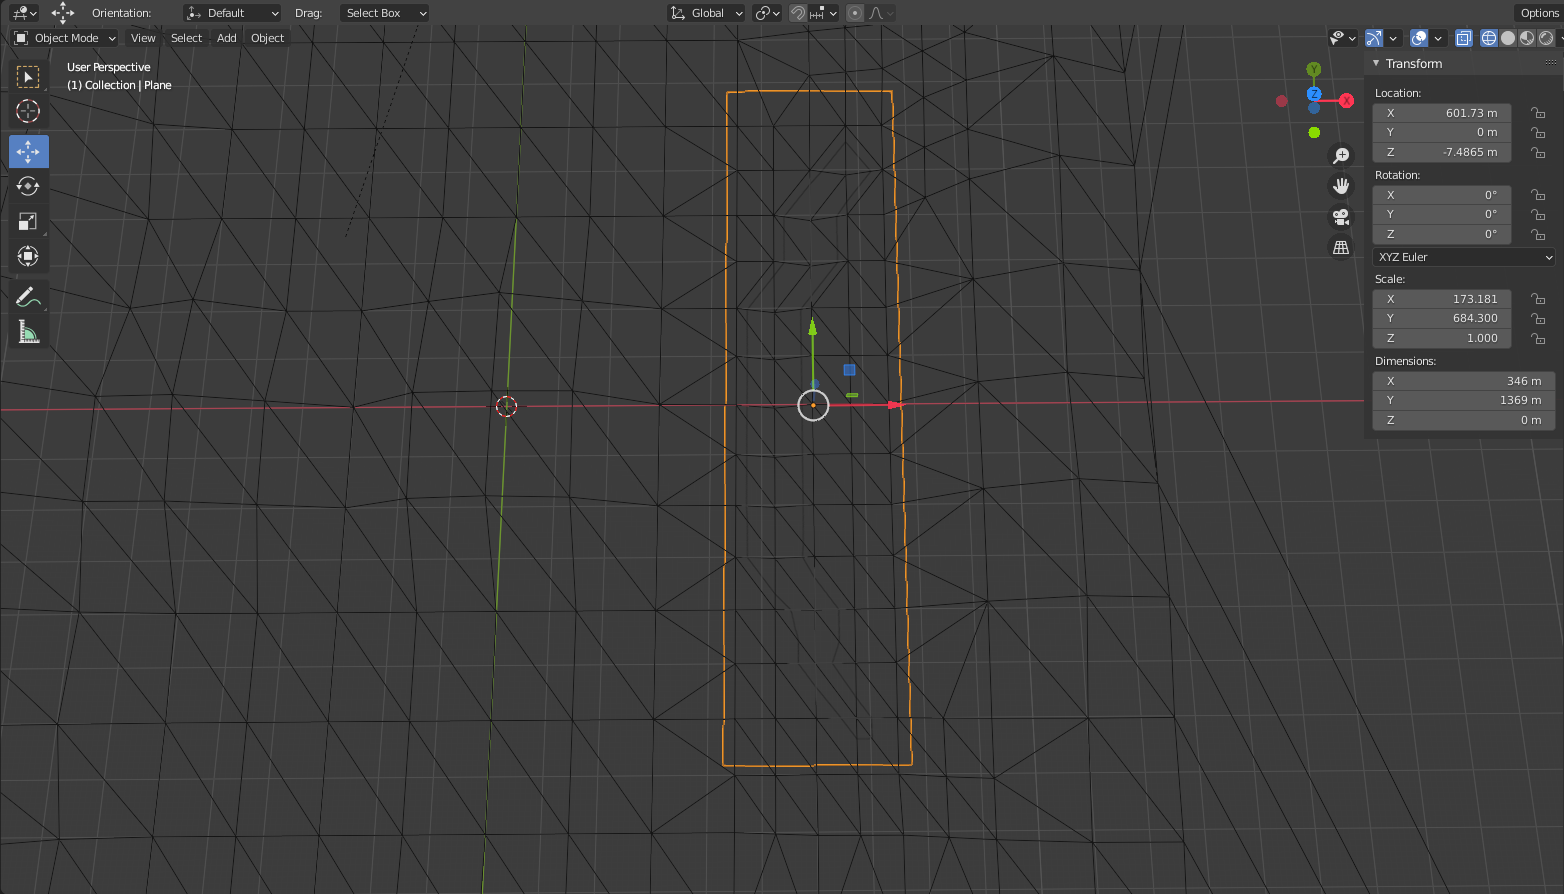 Orientation: Default Drag: Select Box Global Options
Object Mode View Select Add Object
User Perspective
(1) Collection | Plane
Transform
Location:
X 601.73 m
Y 0 m
Z -7.4865 m
Rotation:
X 0°
Y 0°
Z 0°
XYZ Euler
Scale:
X 173.181
Y 684.300
Z 1.000
Dimensions:
X 346 m
Y 1369 m
Z 0 m
Y
Z
X